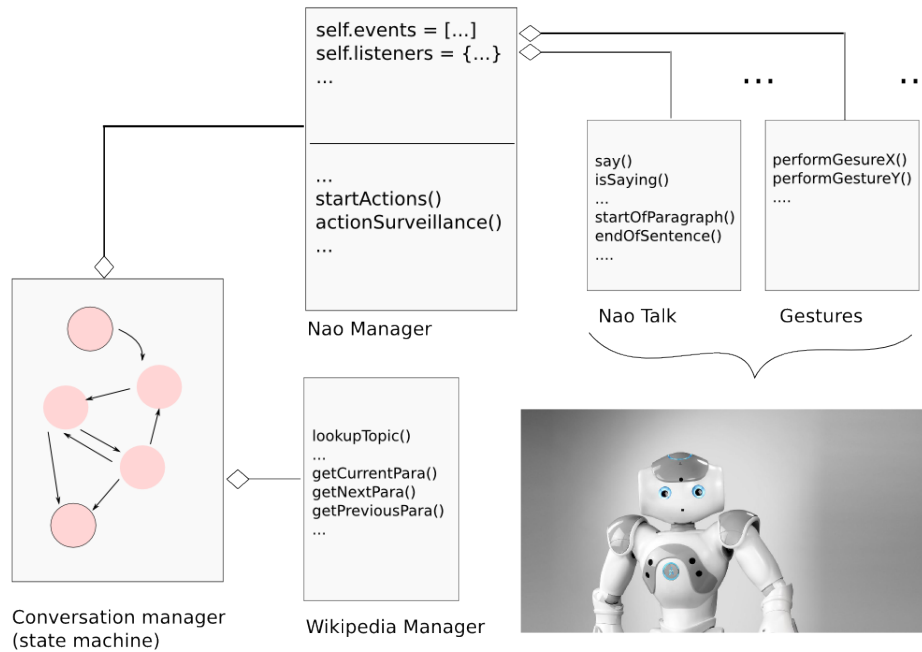 self.events = [...]
self.listeners = {...}
...
...
startActions()
actionSurveillance()
...
Nao Manager
...
..
say()
isSaying()
...
startOfParagraph()
endOfSentence()
....
Nao Talk
performGesureX()
performGestureY()
....
Gestures
Conversation manager
(state machine)
lookupTopic()
...
getCurrentPara()
getNextPara()
getPreviousPara()
...
Wikipedia Manager